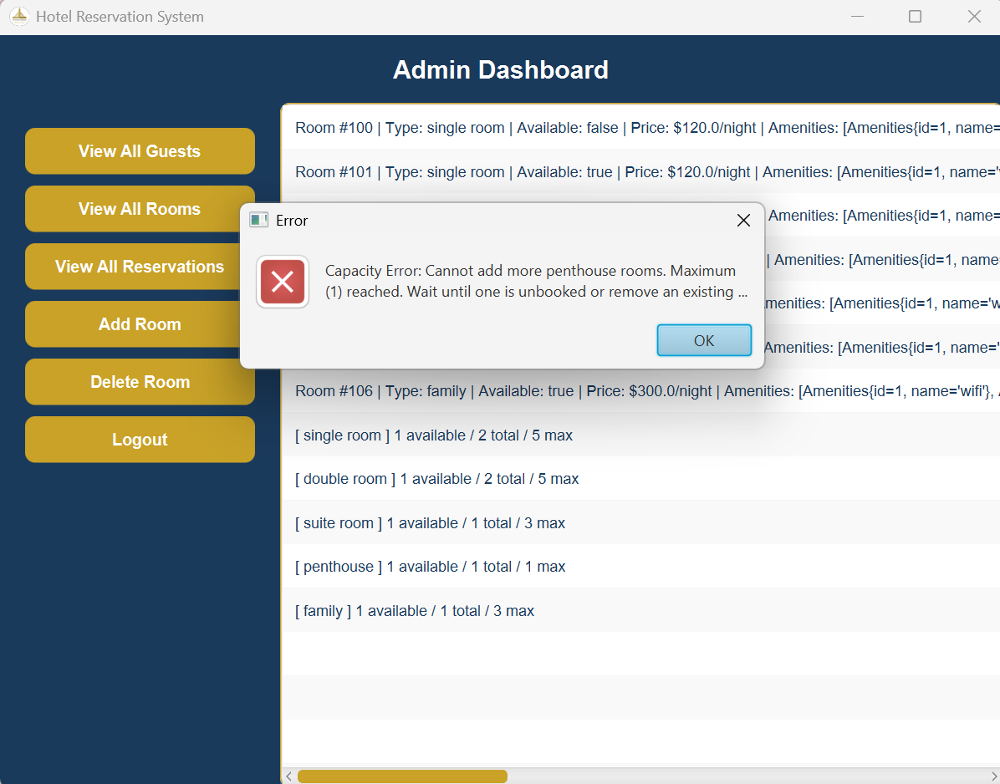 Hotel Reservation System
Admin Dashboard
View All Guests
View All Rooms
View All Reservations
Add Room
Delete Room
Logout
Room #100 | Type: single room | Available: false | Price: $120.0/night | Amenities: [Amenities{id=1, name=
Room #101 | Type: single room | Available: true | Price: $120.0/night | Amenities: [Amenities{id=1, name='
Amenities: [Amenities{id=1, name=
| Amenities: [Amenities{id=1, name
menities: [Amenities{id=1, name='w
Amenities: [Amenities{id=1, name='
Error
Capacity Error: Cannot add more penthouse rooms. Maximum
(1) reached. Wait until one is unbooked or remove an existing ...
OK
Room #106 | Type: family | Available: true | Price: $300.0/night | Amenities: [Amenities{id=1, name='wifi'},
[ single room ] 1 available / 2 total / 5 max
[ double room ] 1 available / 2 total / 5 max
[ suite room ] 1 available / 1 total / 3 max
[ penthouse ] 1 available / 1 total / 1 max
[ family ] 1 available / 1 total / 3 max